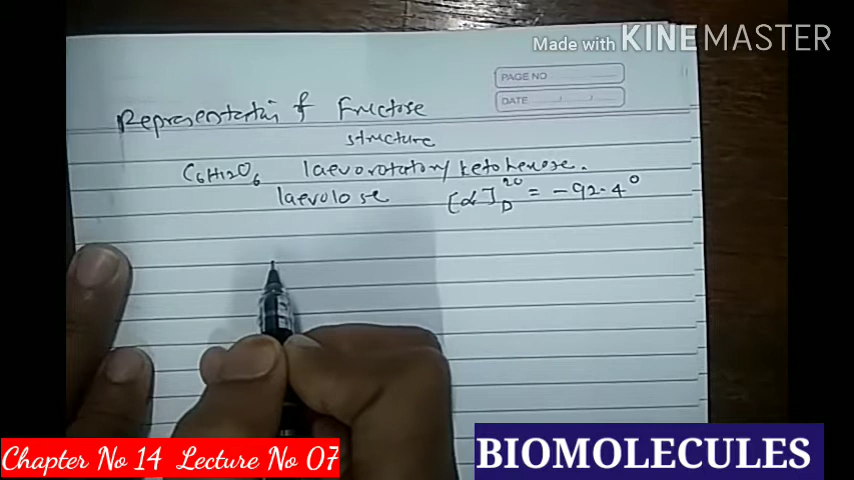 Made with KINEMASTER
PAGE NO
DATE
Representation of Fructose
structure
C6H12O6 laevorotatory ketohexose.
laevolose [α]D20 = -92.4°
Chapter No 14 Lecture No 07
BIOMOLECULES